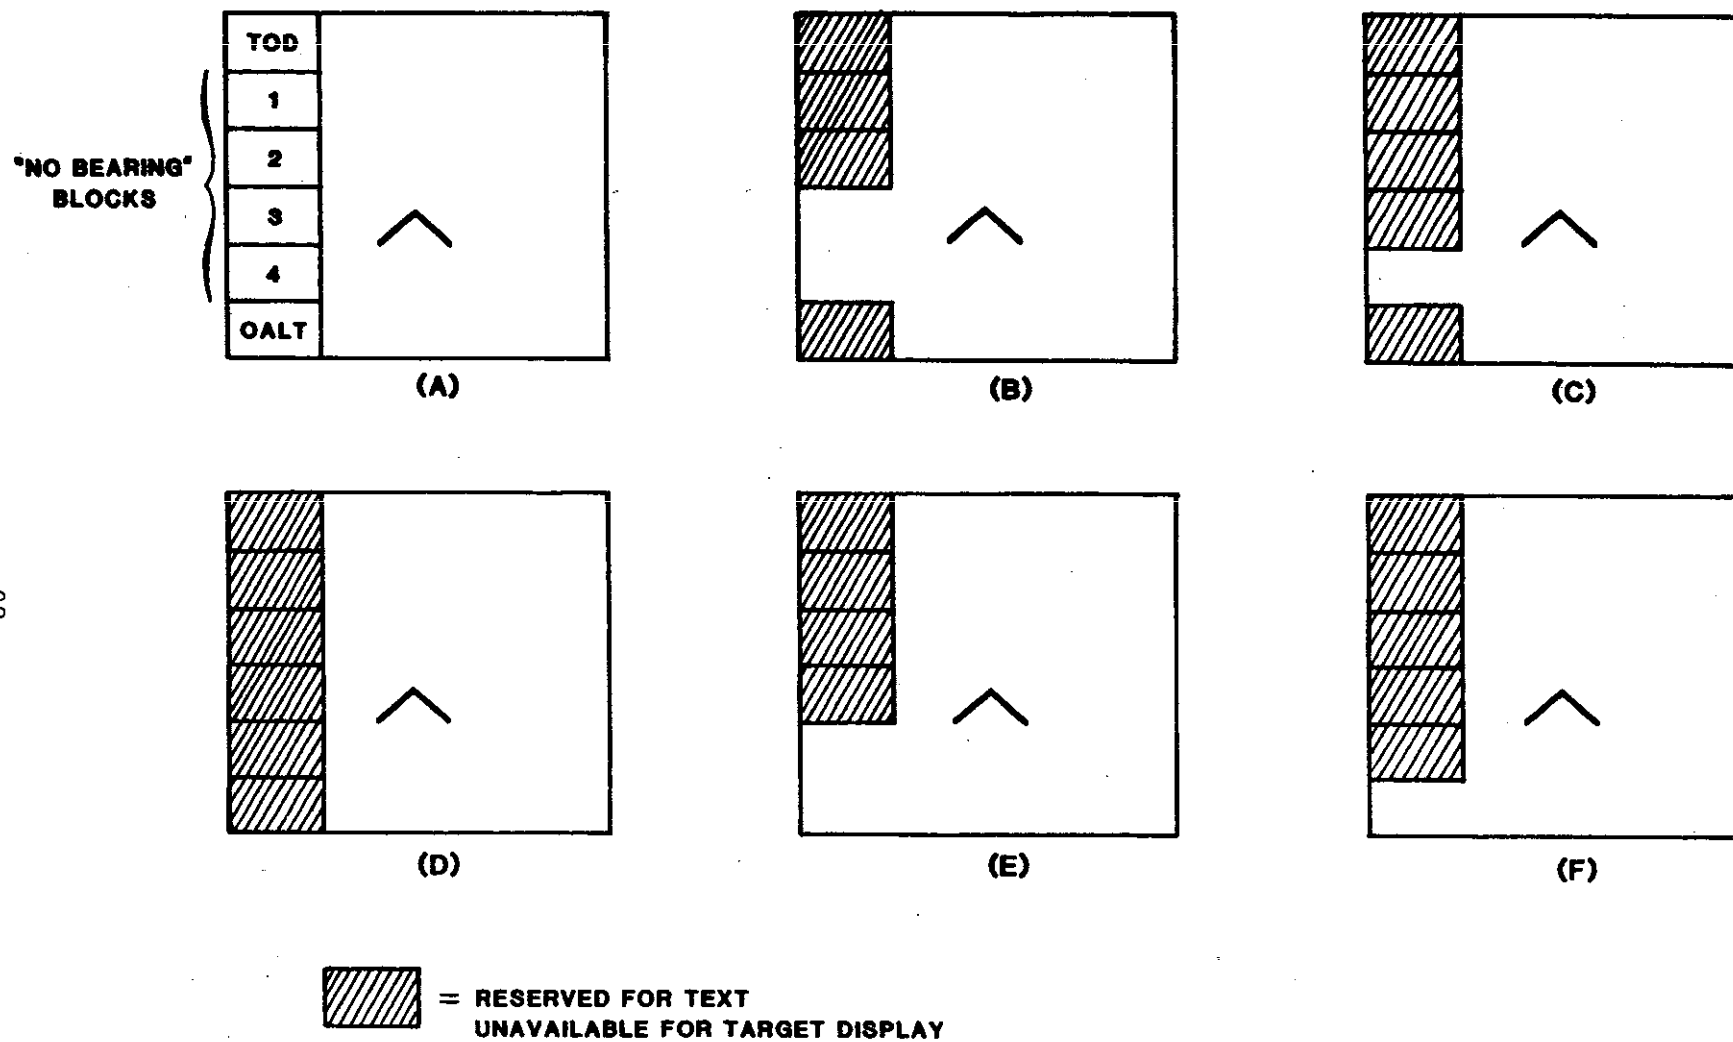 TOD
1
2
3
4
OALT
"NO BEARING"
BLOCKS
(A)
(B)
(C)
(D)
(E)
(F)
= RESERVED FOR TEXT
UNAVAILABLE FOR TARGET DISPLAY